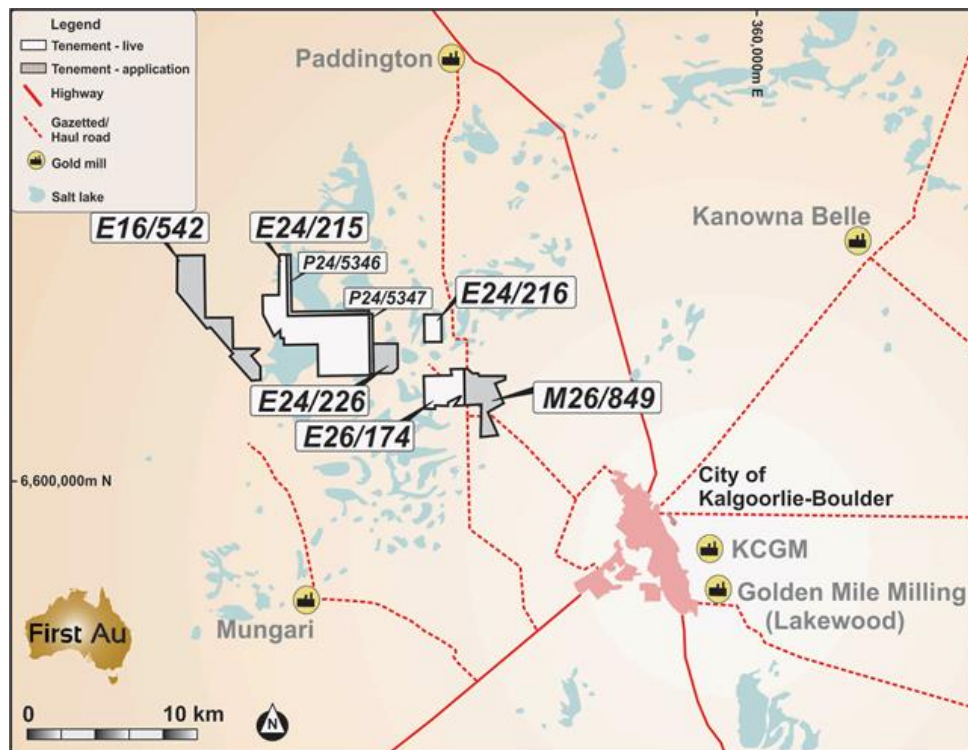 Legend
Tenement - live
Tenement - application
Highway
Gazetted/
Haul road
Gold mill
Salt lake
Paddington
360,000m E
Kanowna Belle
E16/542
E24/215
P24/5346
P24/5347
E24/216
E24/226
E26/174
M26/849
6,600,000m N
City of
Kalgoorlie-Boulder
KCGM
Golden Mile Milling
(Lakewood)
Mungari
First Au
0 10 km
N